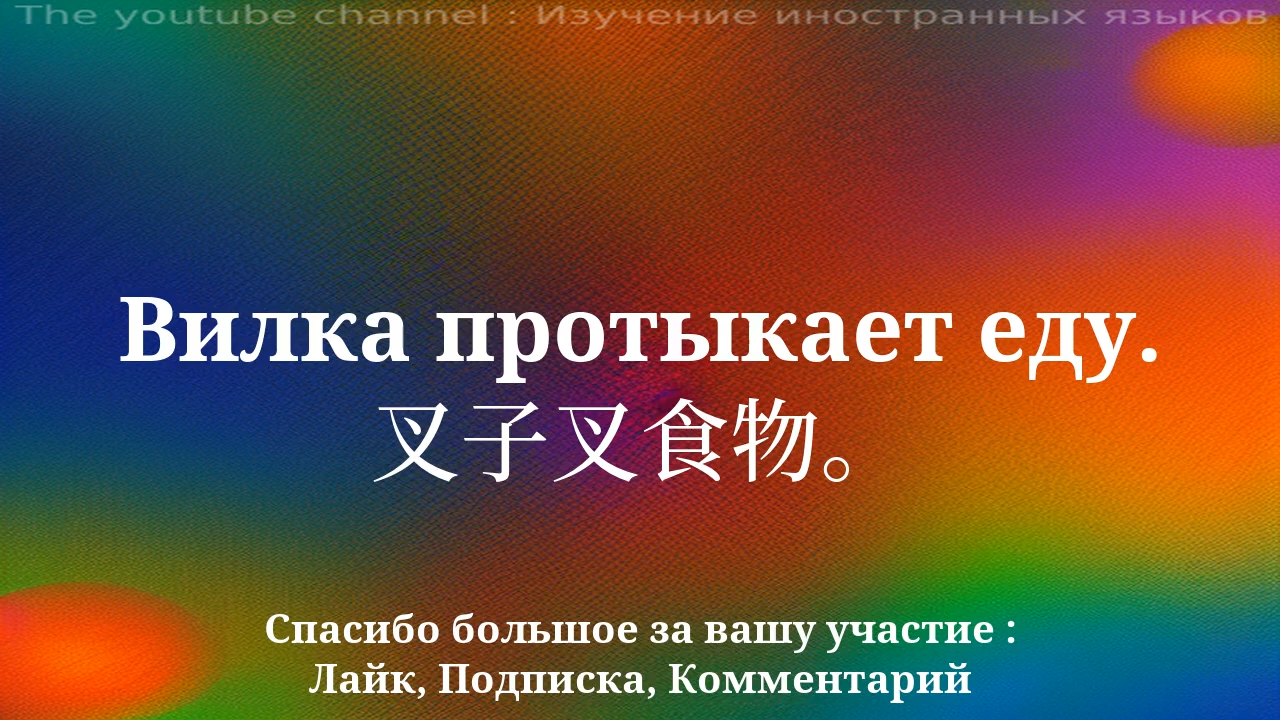 The youtube channel : Изучение иностранных языков
Вилка протыкает еду.
叉子叉食物。
Спасибо большое за вашу участие :
Лайк, Подписка, Комментарий